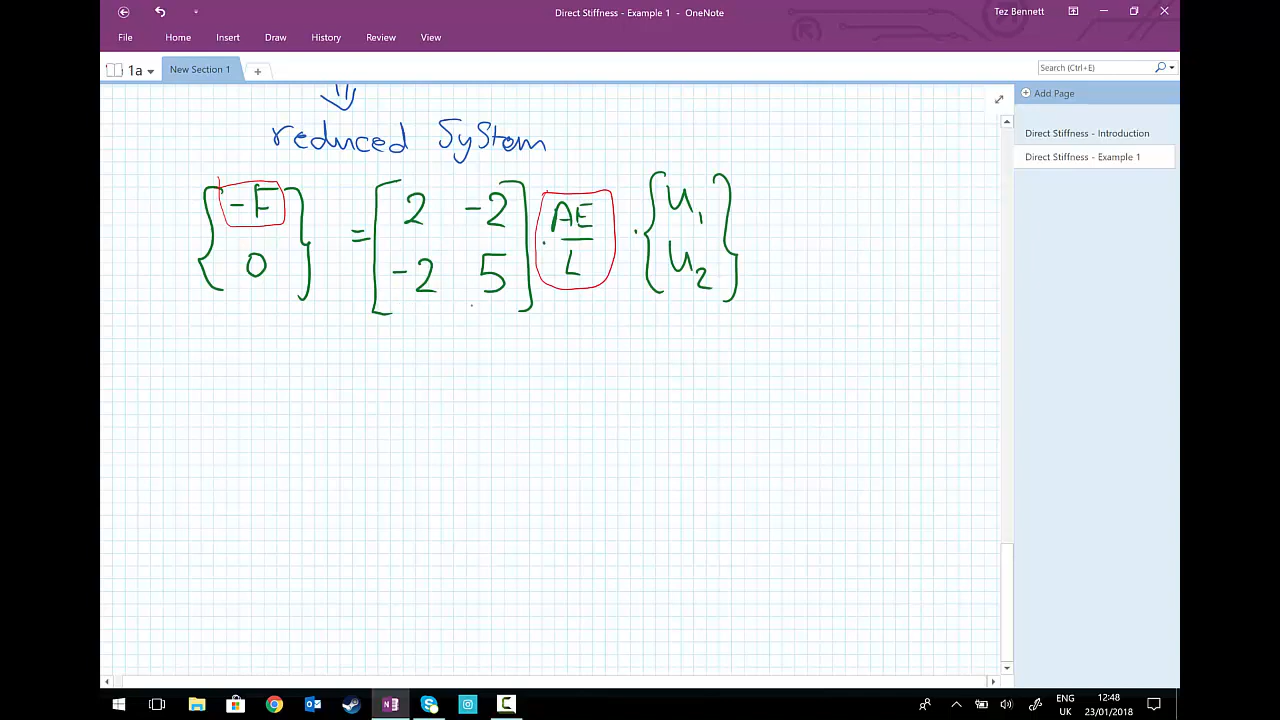 Direct Stiffness - Example 1 - OneNote
Tez Bennett
File Home Insert Draw History Review View
1a
New Section 1
+
Search (Ctrl+E)
Add Page
Direct Stiffness - Introduction
Direct Stiffness - Example 1
reduced System
{-F} = [2 -2] · AE/L · {u₁}
{0} [-2 5] {u₂}
ENG
UK
12:48
23/01/2018